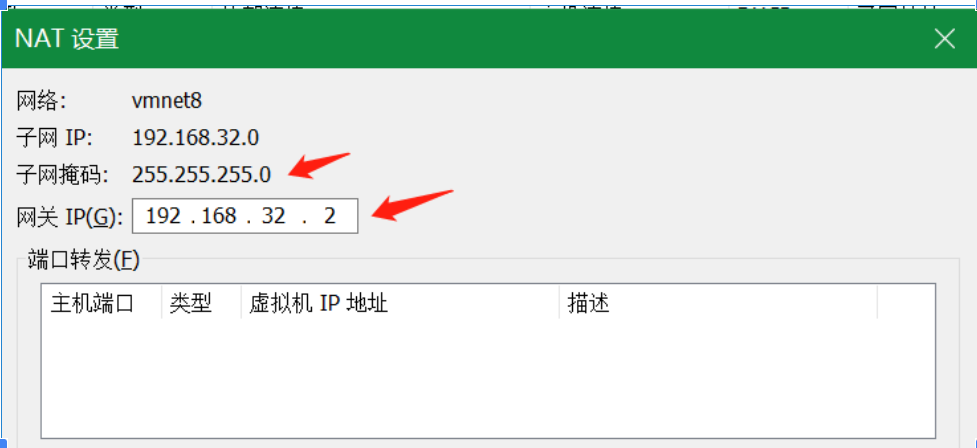 NAT 设置
网络: vmnet8
子网 IP: 192.168.32.0
子网掩码: 255.255.255.0
网关 IP(G): 192 . 168 . 32 . 2
端口转发(F)
主机端口 类型 虚拟机 IP 地址 描述